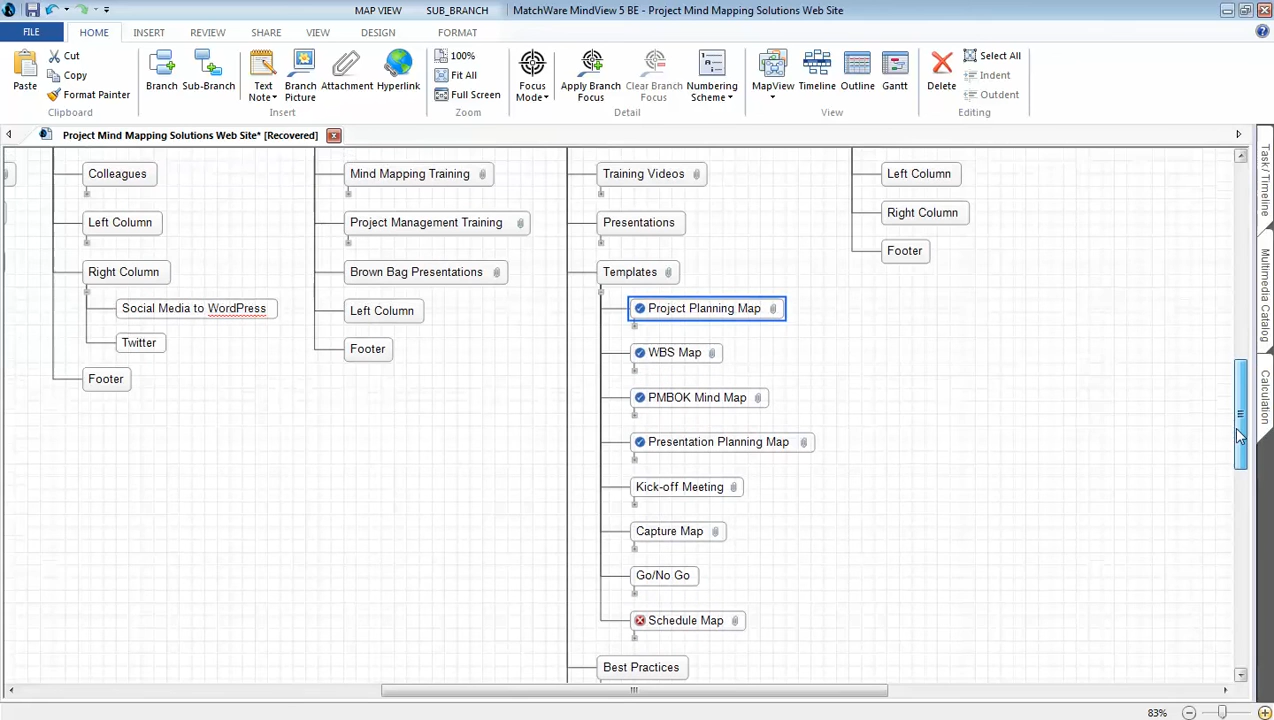 MAP VIEW
SUB_BRANCH
MatchWare MindView 5 BE - Project Mind Mapping Solutions Web Site
FILE
HOME
INSERT
REVIEW
SHARE
VIEW
DESIGN
FORMAT
Paste
Cut
Copy
Format Painter
Clipboard
Branch
Sub-Branch
Text Note
Branch Picture
Attachment
Hyperlink
Insert
100%
Fit All
Full Screen
Zoom
Focus Mode
Apply Branch Focus
Clear Branch Focus
Numbering Scheme
Detail
MapView
Timeline
Outline
Gantt
View
Delete
Select All
Indent
Outdent
Editing
Project Mind Mapping Solutions Web Site* [Recovered]
Colleagues
Left Column
Right Column
Social Media to WordPress
Twitter
Footer
Mind Mapping Training
Project Management Training
Brown Bag Presentations
Left Column
Footer
Training Videos
Presentations
Templates
Project Planning Map
WBS Map
PMBOK Mind Map
Presentation Planning Map
Kick-off Meeting
Capture Map
Go/No Go
Schedule Map
Best Practices
Left Column
Right Column
Footer
Task / Timeline
Multimedia Catalog
Calculation
83%